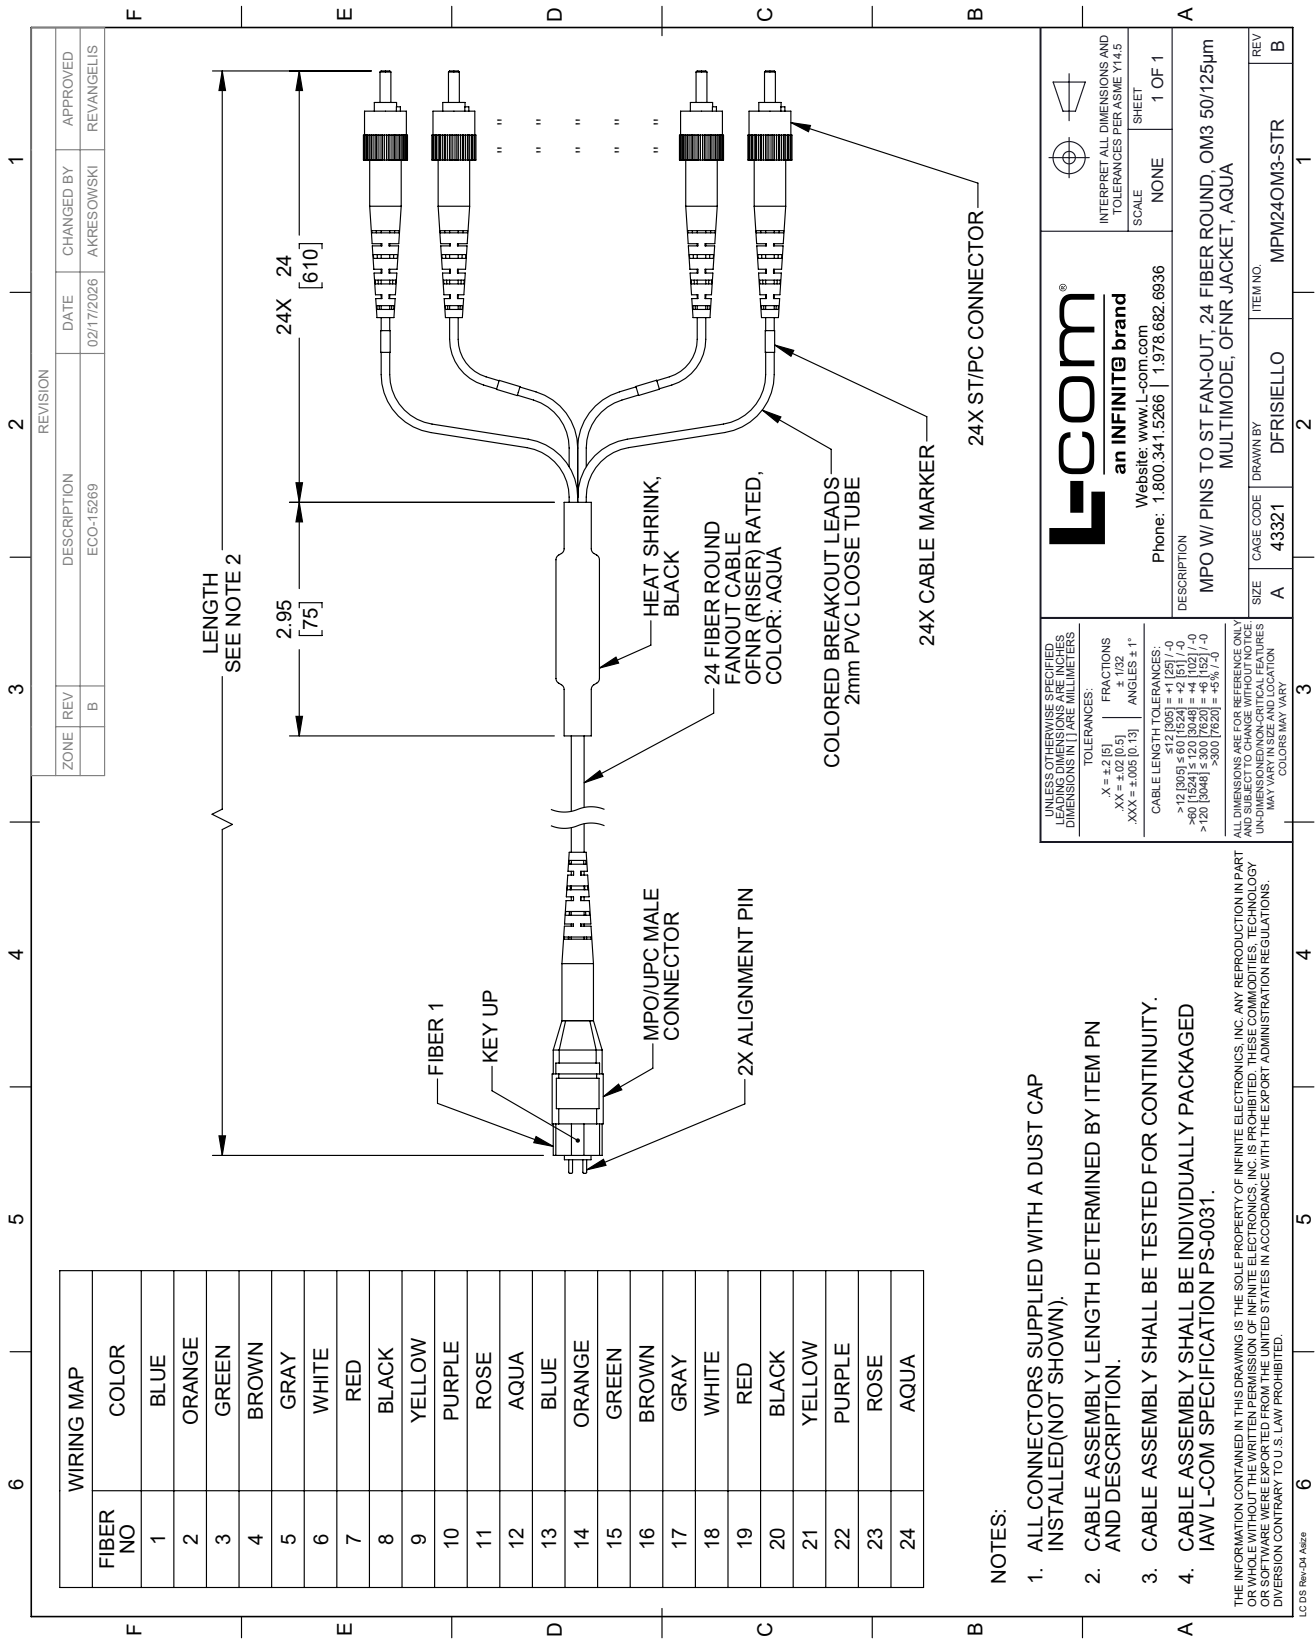 6
5
4
3
2
1
F
E
D
C
B
A
REVISION
ZONE REV DESCRIPTION DATE CHANGED BY APPROVED
B ECO-15269 02/17/2026 AKRESOWSKI REVANGELIS
WIRING MAP
FIBER NO COLOR
1 BLUE
2 ORANGE
3 GREEN
4 BROWN
5 GRAY
6 WHITE
7 RED
8 BLACK
9 YELLOW
10 PURPLE
11 ROSE
12 AQUA
13 BLUE
14 ORANGE
15 GREEN
16 BROWN
17 GRAY
18 WHITE
19 RED
20 BLACK
21 YELLOW
22 PURPLE
23 ROSE
24 AQUA
LENGTH
SEE NOTE 2
2.95
[75]
24X 24
[610]
FIBER 1
KEY UP
MPO/UPC MALE
CONNECTOR
2X ALIGNMENT PIN
HEAT SHRINK,
BLACK
24 FIBER ROUND
FANOUT CABLE
OFNR (RISER) RATED,
COLOR: AQUA
COLORED BREAKOUT LEADS
2mm PVC LOOSE TUBE
24X CABLE MARKER
24X ST/PC CONNECTOR
" " " " "
" " " " "
NOTES:
1. ALL CONNECTORS SUPPLIED WITH A DUST CAP
INSTALLED(NOT SHOWN).
2. CABLE ASSEMBLY LENGTH DETERMINED BY ITEM PN
AND DESCRIPTION.
3. CABLE ASSEMBLY SHALL BE TESTED FOR CONTINUITY.
4. CABLE ASSEMBLY SHALL BE INDIVIDUALLY PACKAGED
IAW L-COM SPECIFICATION PS-0031.
THE INFORMATION CONTAINED IN THIS DRAWING IS THE SOLE PROPERTY OF INFINITE ELECTRONICS, INC. ANY REPRODUCTION IN PART
OR WHOLE WITHOUT THE WRITTEN PERMISSION OF INFINITE ELECTRONICS, INC. IS PROHIBITED. THESE COMMODITIES, TECHNOLOGY
OR SOFTWARE WERE EXPORTED FROM THE UNITED STATES IN ACCORDANCE WITH THE EXPORT ADMINISTRATION REGULATIONS.
DIVERSION CONTRARY TO U.S. LAW PROHIBITED.
UNLESS OTHERWISE SPECIFIED
LEADING DIMENSIONS ARE INCHES
DIMENSIONS IN [ ] ARE MILLIMETERS
TOLERANCES:
.X = ±.2 [5]
.XX = ±.02 [0.5]
.XXX = ±.005 [0.13]
FRACTIONS
± 1/32
ANGLES ± 1°
CABLE LENGTH TOLERANCES:
≤12 [305] = +1 [25] / -0
>12 [305] ≤ 60 [1524] = +2 [51] / -0
>60 [1524] ≤ 120 [3048] = +4 [102] / -0
>120 [3048] ≤ 300 [7620] = +6 [152] / -0
>300 [7620] = +5% / -0
ALL DIMENSIONS ARE FOR REFERENCE ONLY
AND SUBJECT TO CHANGE WITHOUT NOTICE.
UN-DIMENSIONED/NON-CRITICAL FEATURES
MAY VARY IN SIZE AND LOCATION
COLORS MAY VARY
L-com®
an INFINITE brand
Website: www.L-com.com
Phone: 1.800.341.5266 | 1.978.682.6936
INTERPRET ALL DIMENSIONS AND
TOLERANCES PER ASME Y14.5
SCALE
NONE
SHEET
1 OF 1
DESCRIPTION
MPO W/ PINS TO ST FAN-OUT, 24 FIBER ROUND, OM3 50/125µm
MULTIMODE, OFNR JACKET, AQUA
SIZE
A
CAGE CODE
43321
DRAWN BY
DFRISIELLO
ITEM NO.
MPM24OM3-STR
REV
B
F
E
D
C
B
A
LC DS Rev-D4 Asize
6
5
4
3
2
1